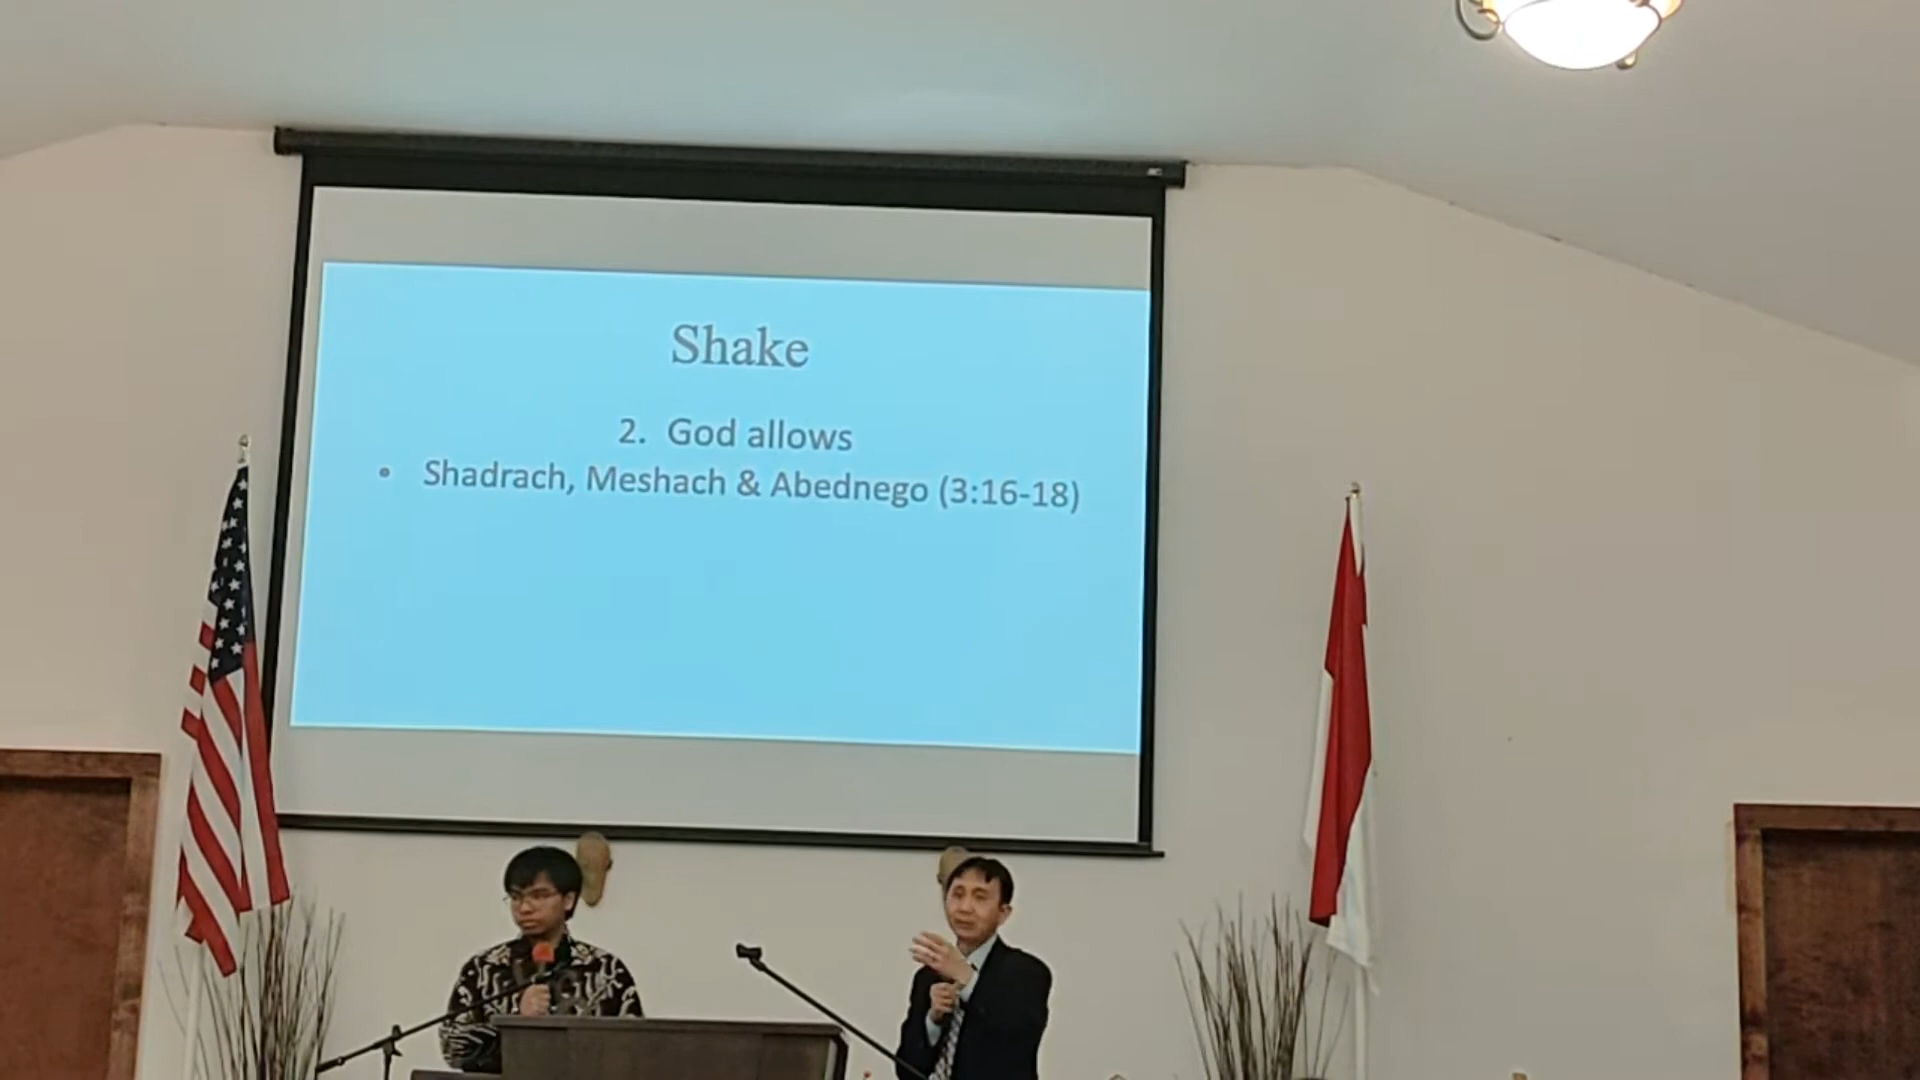 Shake
2. God allows
• Shadrach, Meshach & Abednego (3:16-18)